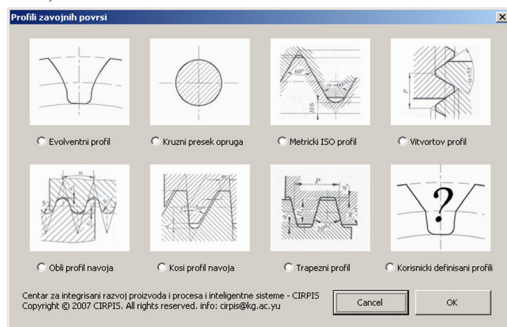 Profili zavojnih povrsi
Evolventni profil
Kruzni presek opruga
Metricki ISO profil
Vitvortov profil
Obli profil navoja
Kosi profil navoja
Trapezni profil
Korisnicki definisani profili
?
Centar za integrisani razvoj proizvoda i procesa i inteligentne sisteme - CIRPIS
Copyright © 2007 CIRPIS. All rights reserved. info: cirpis@kg.ac.yu
Cancel
OK